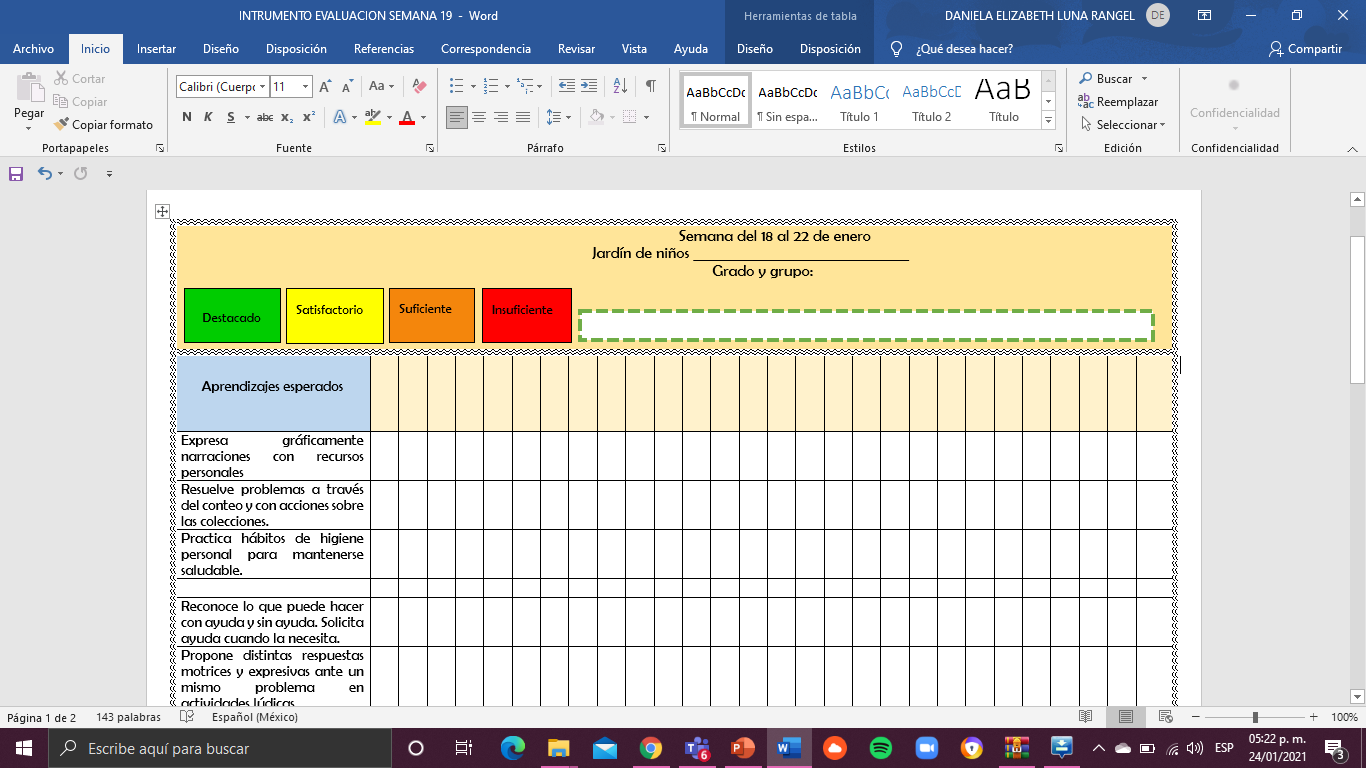 INTRUMENTO EVALUACION SEMANA 19 - Word
Herramientas de tabla
DANIELA ELIZABETH LUNA RANGEL
DE
Archivo
Inicio
Insertar
Diseño
Disposición
Referencias
Correspondencia
Revisar
Vista
Ayuda
Diseño
Disposición
¿Qué desea hacer?
Compartir
Pegar
Cortar
Copiar
Copiar formato
Portapapeles
Calibri (Cuerpo
11
N K S abc x₂ x²
Fuente
Párrafo
AaBbCcDc
¶ Normal
AaBbCcDc
¶ Sin espa...
AaBbCc
Título 1
AaBbCcD
Título 2
AaB
Título
Estilos
Buscar
Reemplazar
Seleccionar
Edición
Confidencialidad
Confidencialidad
Semana del 18 al 22 de enero
Jardín de niños ___________________________
Grado y grupo:
Destacado
Satisfactorio
Suficiente
Insuficiente
Aprendizajes esperados
Expresa gráficamente
narraciones con recursos
personales
Resuelve problemas a través
del conteo y con acciones sobre
las colecciones.
Practica hábitos de higiene
personal para mantenerse
saludable.
Reconoce lo que puede hacer
con ayuda y sin ayuda. Solicita
ayuda cuando la necesita.
Propone distintas respuestas
motrices y expresivas ante un
mismo problema en
actividades lúdicas
Página 1 de 2
143 palabras
Español (México)
100%
Escribe aquí para buscar
6
ESP
05:22 p. m.
24/01/2021
3